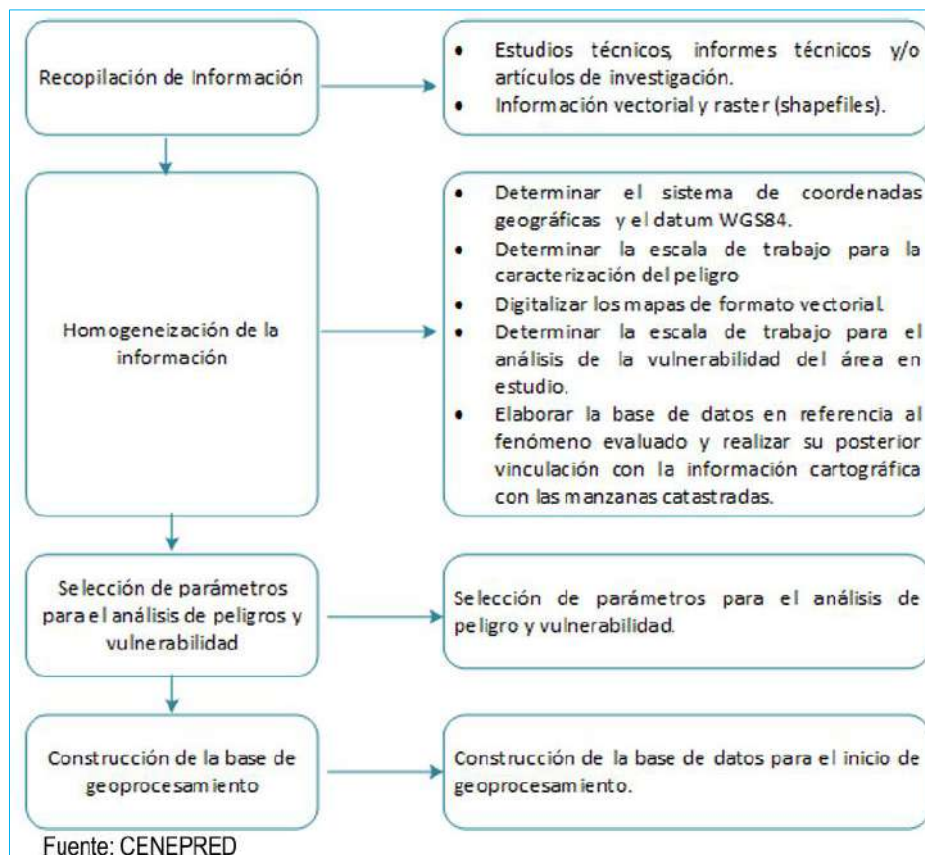 Recopilación de Información
• Estudios técnicos, informes técnicos y/o
artículos de investigación.
• Información vectorial y raster (shapefiles).
Homogeneización de la
información
• Determinar el sistema de coordenadas
geográficas y el datum WGS84.
• Determinar la escala de trabajo para la
caracterización del peligro
• Digitalizar los mapas de formato vectorial.
• Determinar la escala de trabajo para el
análisis de la vulnerabilidad del área en
estudio.
• Elaborar la base de datos en referencia al
fenómeno evaluado y realizar su posterior
vinculación con la información cartográfica
con las manzanas catastradas.
Selección de parámetros
para el análisis de peligros y
vulnerabilidad
Selección de parámetros para el análisis de
peligro y vulnerabilidad.
Construcción de la base de
geoprocesamiento
Construcción de la base de datos para el inicio de
geoprocesamiento.
Fuente: CENEPRED